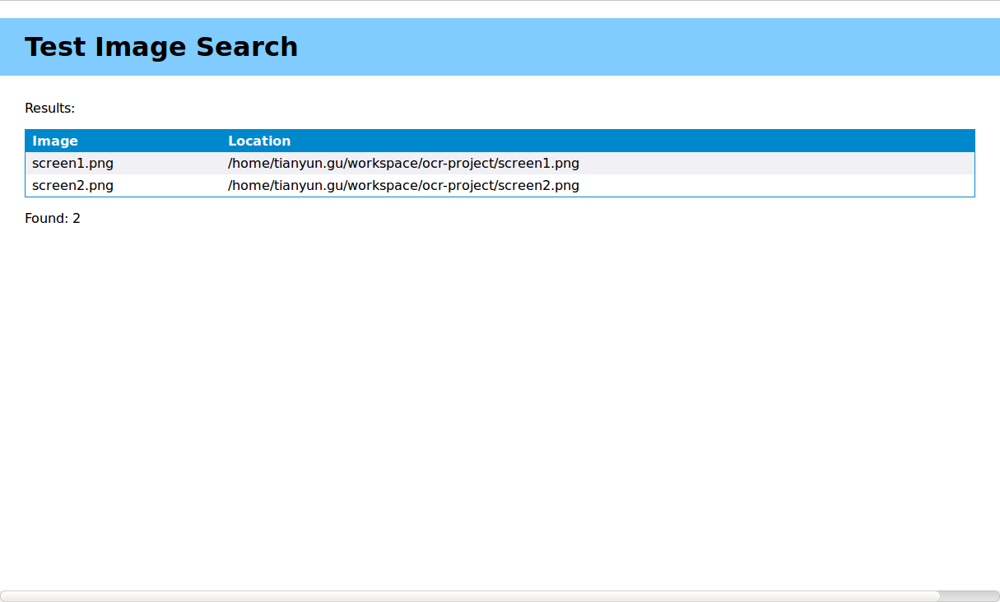 Test Image Search
Results:
Image Location
screen1.png /home/tianyun.gu/workspace/ocr-project/screen1.png
screen2.png /home/tianyun.gu/workspace/ocr-project/screen2.png
Found: 2